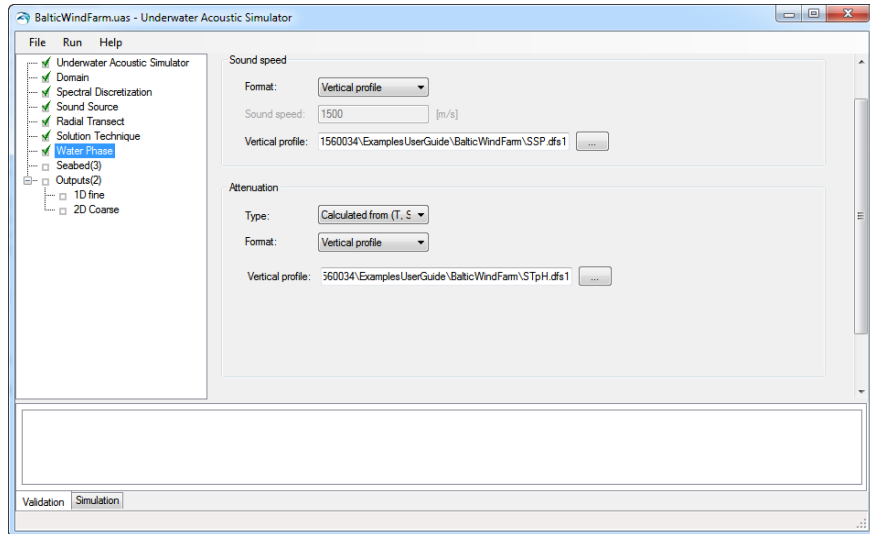 BalticWindFarm.uas - Underwater Acoustic Simulator
File Run Help
Underwater Acoustic Simulator
Domain
Spectral Discretization
Sound Source
Radial Transect
Solution Technique
Water Phase
Seabed(3)
Outputs(2)
1D fine
2D Coarse
Sound speed
Format: Vertical profile
Sound speed: 1500 [m/s]
Vertical profile: 1560034\ExamplesUserGuide\BalticWindFarm\SSP.dfs1 ...
Attenuation
Type: Calculated from (T, S
Format: Vertical profile
Vertical profile: 560034\ExamplesUserGuide\BalticWindFarm\STpH.dfs1 ...
Validation Simulation